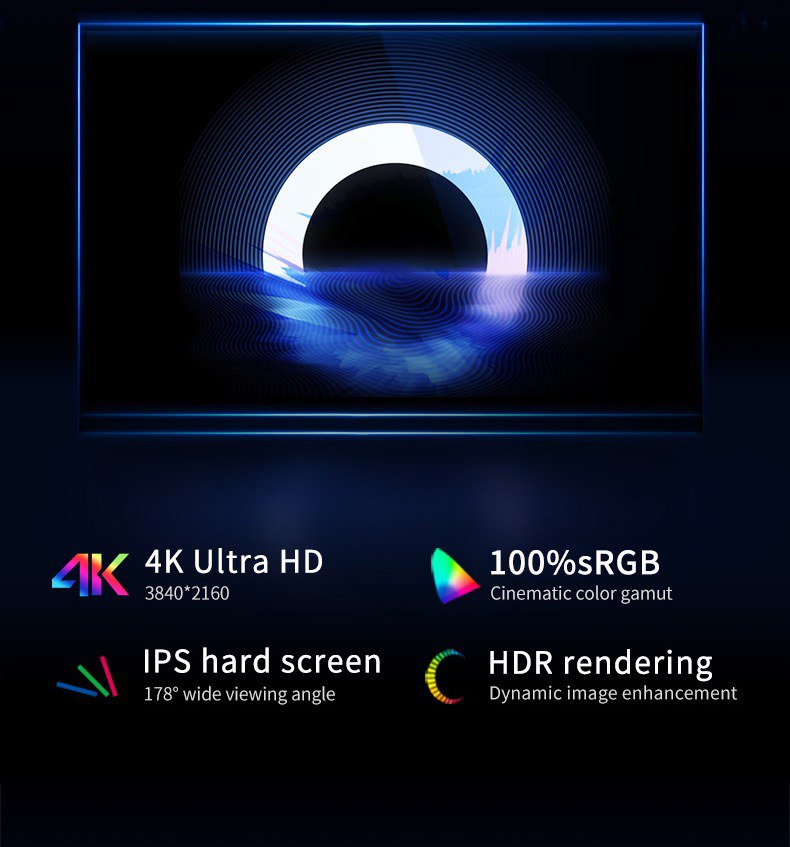 4K 4K Ultra HD
3840*2160
100%sRGB
Cinematic color gamut
IPS hard screen
178° wide viewing angle
HDR rendering
Dynamic image enhancement